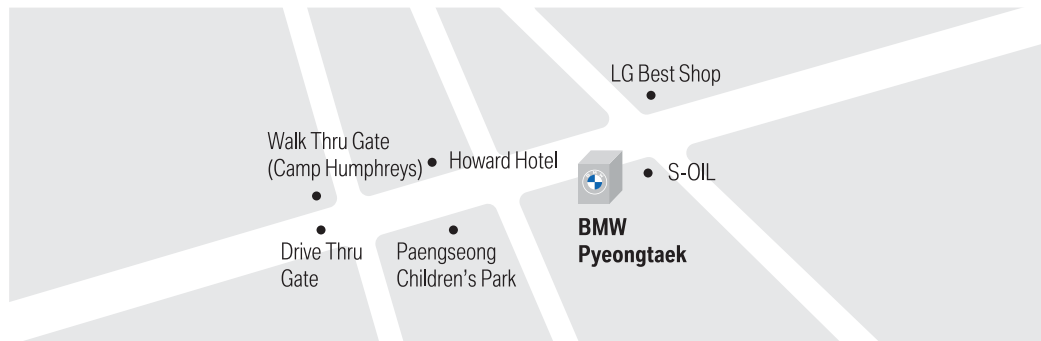 LG Best Shop
Walk Thru Gate
(Camp Humphreys)
Howard Hotel
S-OIL
BMW
Pyeongtaek
Drive Thru
Gate
Paengseong
Children's Park